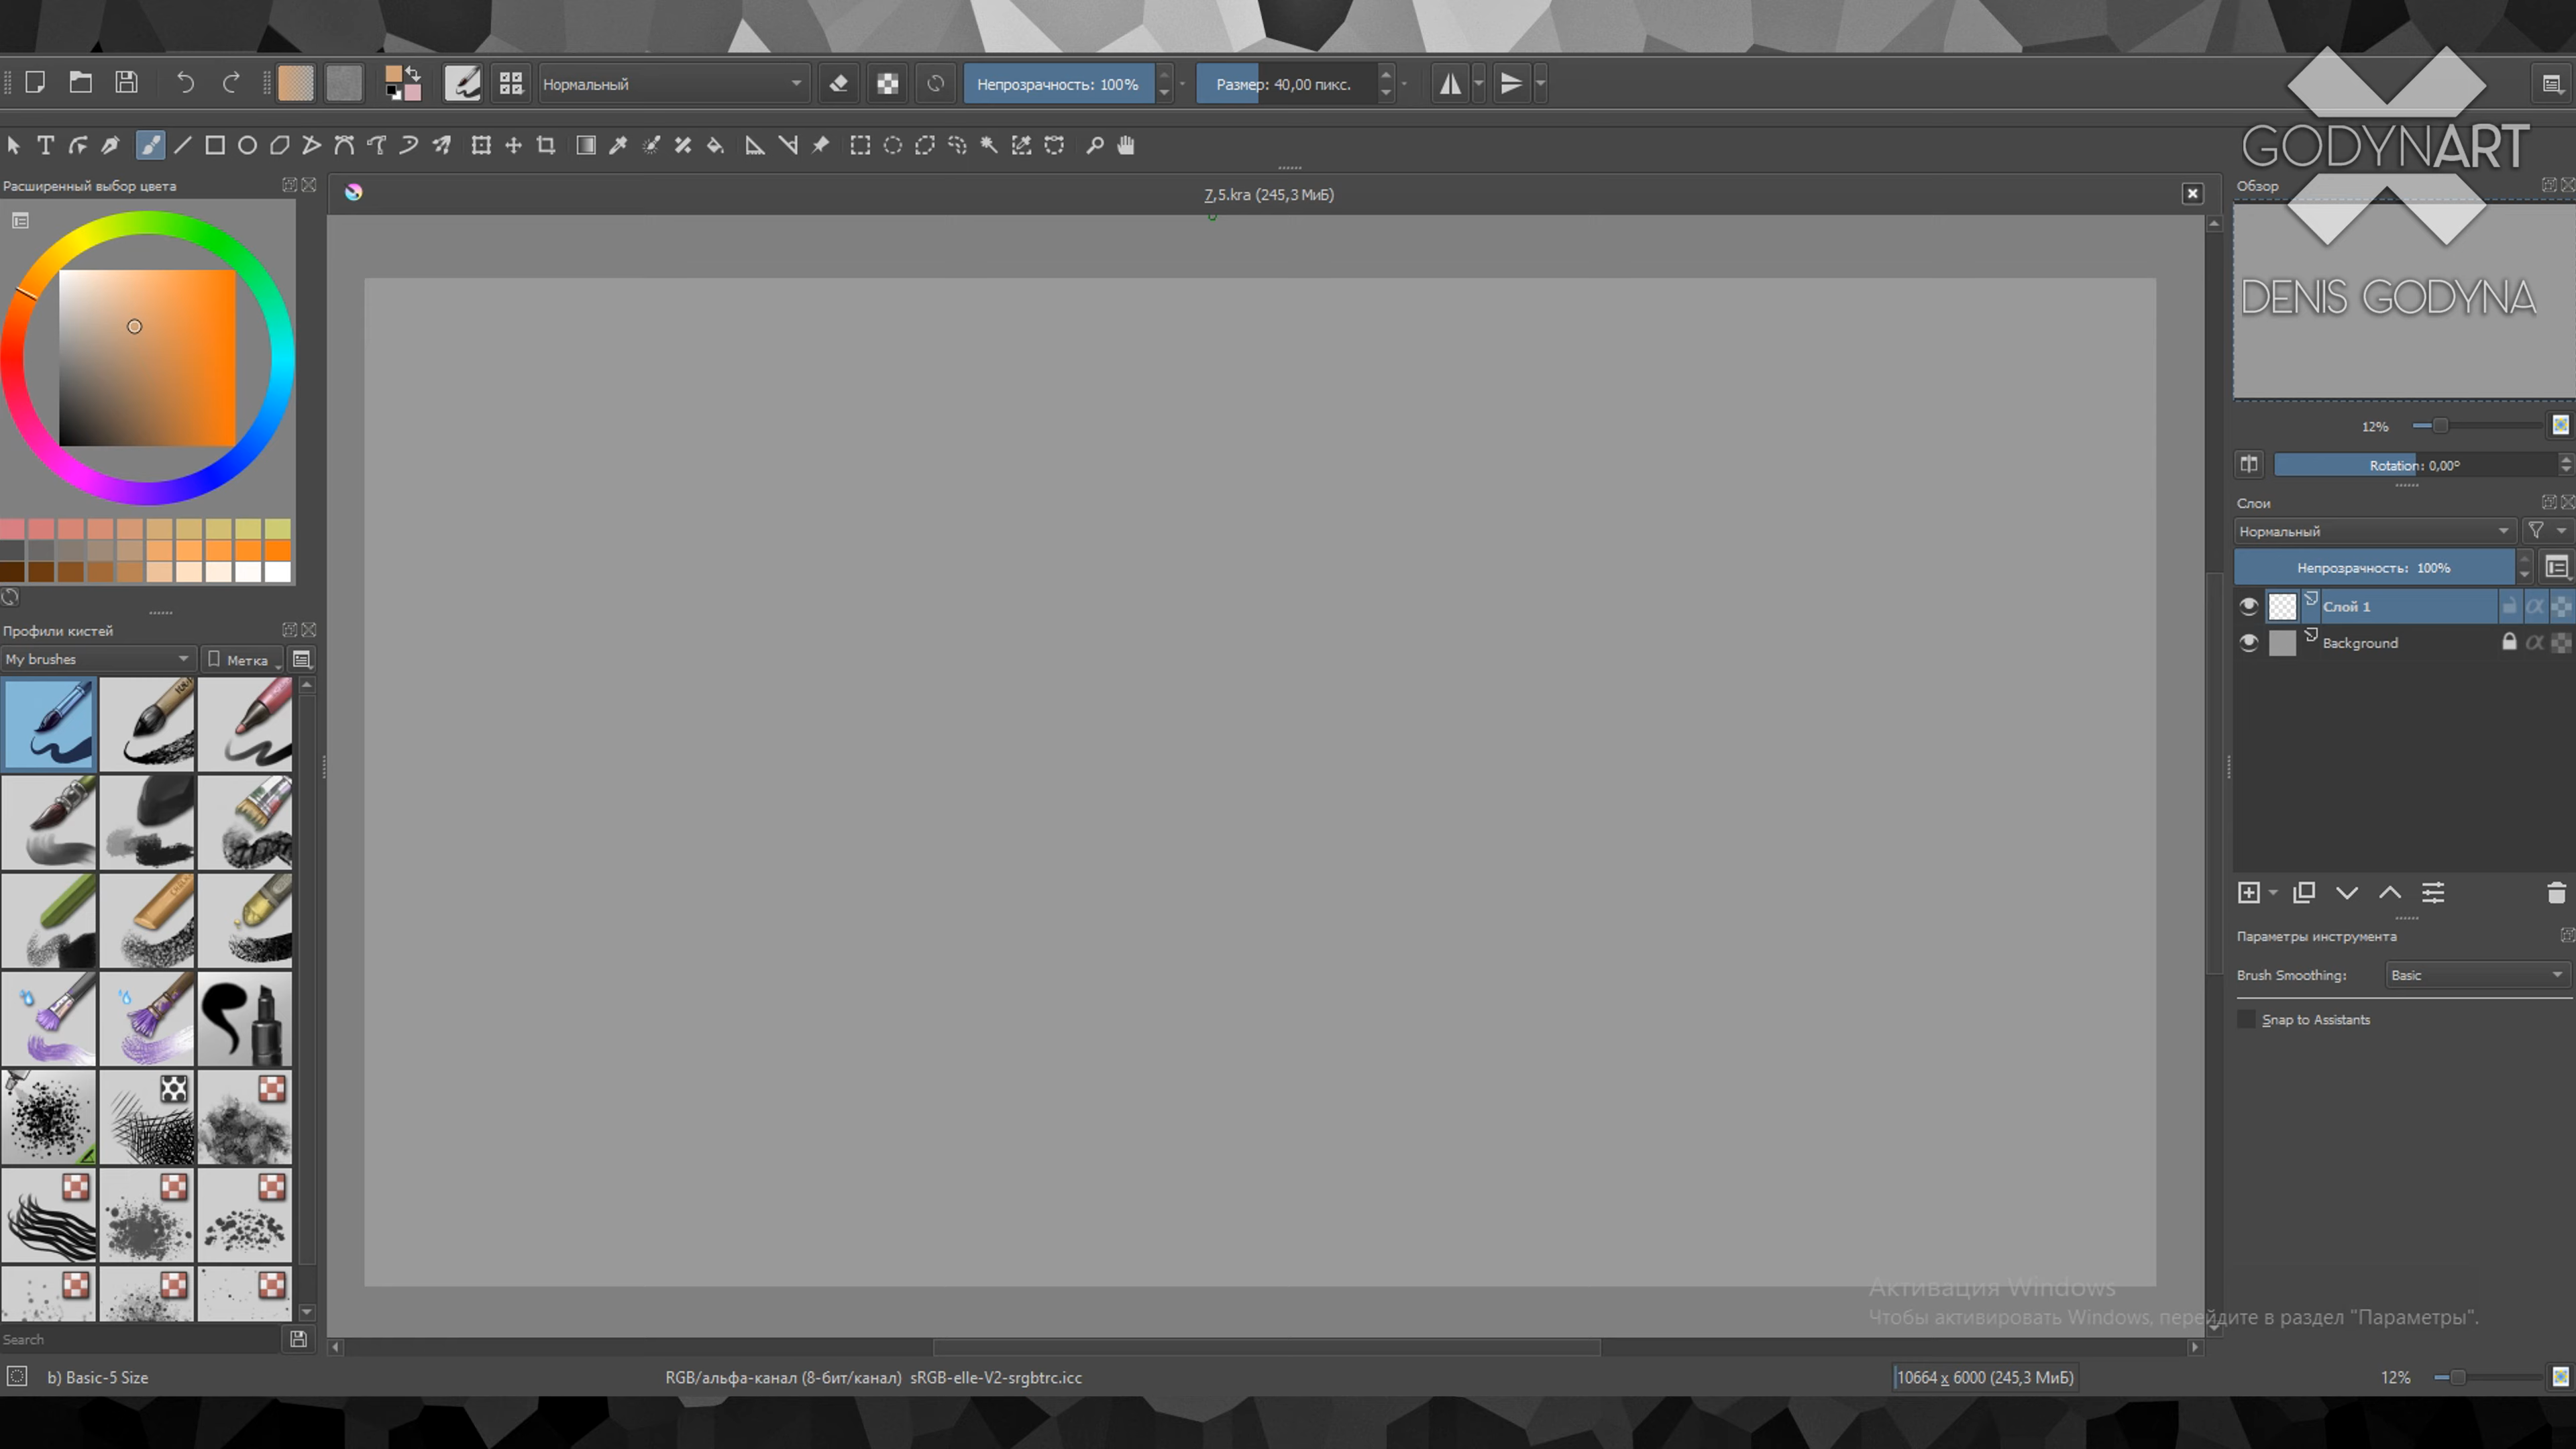 Нормальный
Непрозрачность: 100%
Размер: 40,00 пикс.
GODYNART
Расширенный выбор цвета
7,5.kra (245,3 МиБ)
Обзор
DENIS GODYNA
12%
Rotation: 0,00°
Слои
Нормальный
Непрозрачность: 100%
Слой 1
Background
Профили кистей
My brushes
Метка
Параметры инструмента
Brush Smoothing:
Basic
Snap to Assistants
Активация Windows
Чтобы активировать Windows, перейдите в раздел "Параметры".
Search
b) Basic-5 Size
RGB/альфа-канал (8-бит/канал) sRGB-elle-V2-srgbtrc.icc
10664 x 6000 (245,3 МиБ)
12%